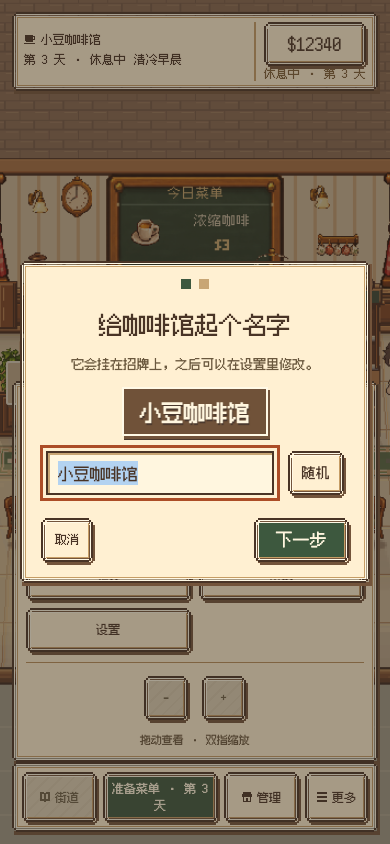 小豆咖啡馆
第 3 天 · 休息中 清冷早晨
$12340
休息中 · 第 3 天
今日菜单
浓缩咖啡
$3
给咖啡馆起个名字
它会挂在招牌上，之后可以在设置里修改。
小豆咖啡馆
小豆咖啡馆
随机
取消
下一步
设置
-
+
拖动查看 · 双指缩放
街道
准备菜单 · 第 3
天
管理
更多